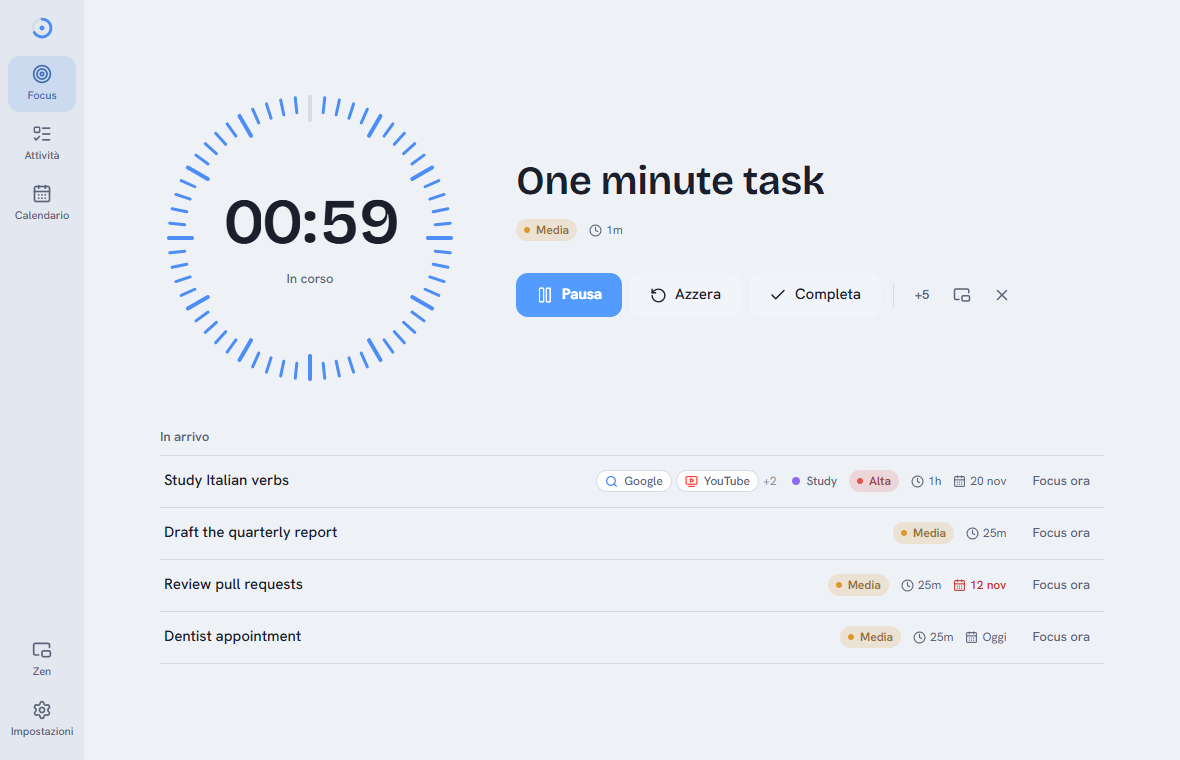 Focus
Attività
Calendario
00:59
In corso
One minute task
Media 1m
Pausa Azzera Completa +5
In arrivo
Study Italian verbs Google YouTube +2 Study Alta 1h 20 nov Focus ora
Draft the quarterly report Media 25m Focus ora
Review pull requests Media 25m 12 nov Focus ora
Dentist appointment Media 25m Oggi Focus ora
Zen
Impostazioni